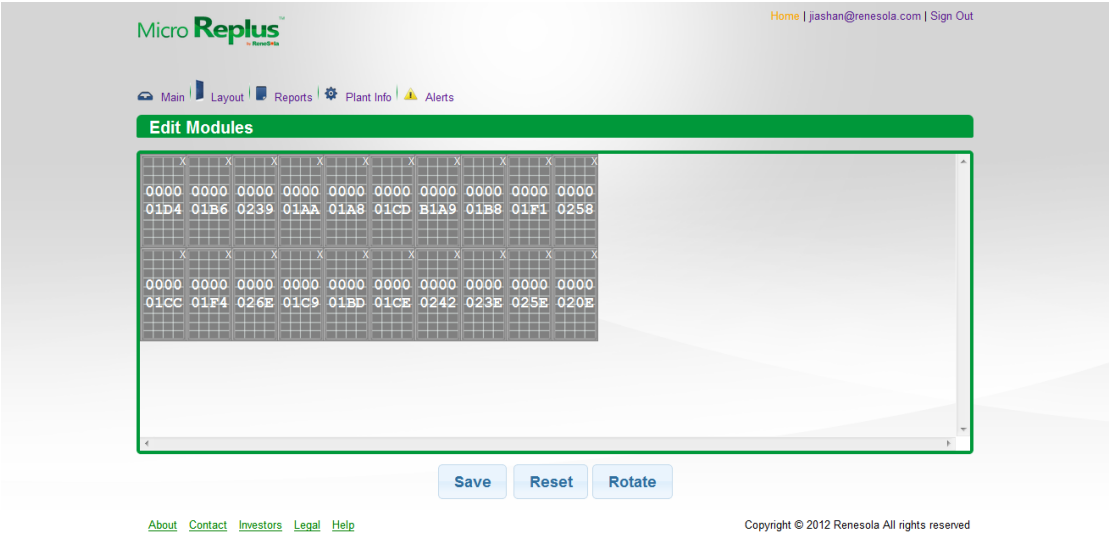 Micro Replus™
by ReneSola
Home | jiashan@renesola.com | Sign Out
Main Layout Reports Plant Info Alerts
Edit Modules
X X X X X X X X X X
0000 0000 0000 0000 0000 0000 0000 0000 0000 0000
01D4 01B6 0239 01AA 01A8 01CD B1A9 01B8 01F1 0258
X X X X X X X X X X
0000 0000 0000 0000 0000 0000 0000 0000 0000 0000
01CC 01F4 026E 01C9 01BD 01CE 0242 023E 025E 020E
Save Reset Rotate
About Contact Investors Legal Help
Copyright © 2012 Renesola All rights reserved